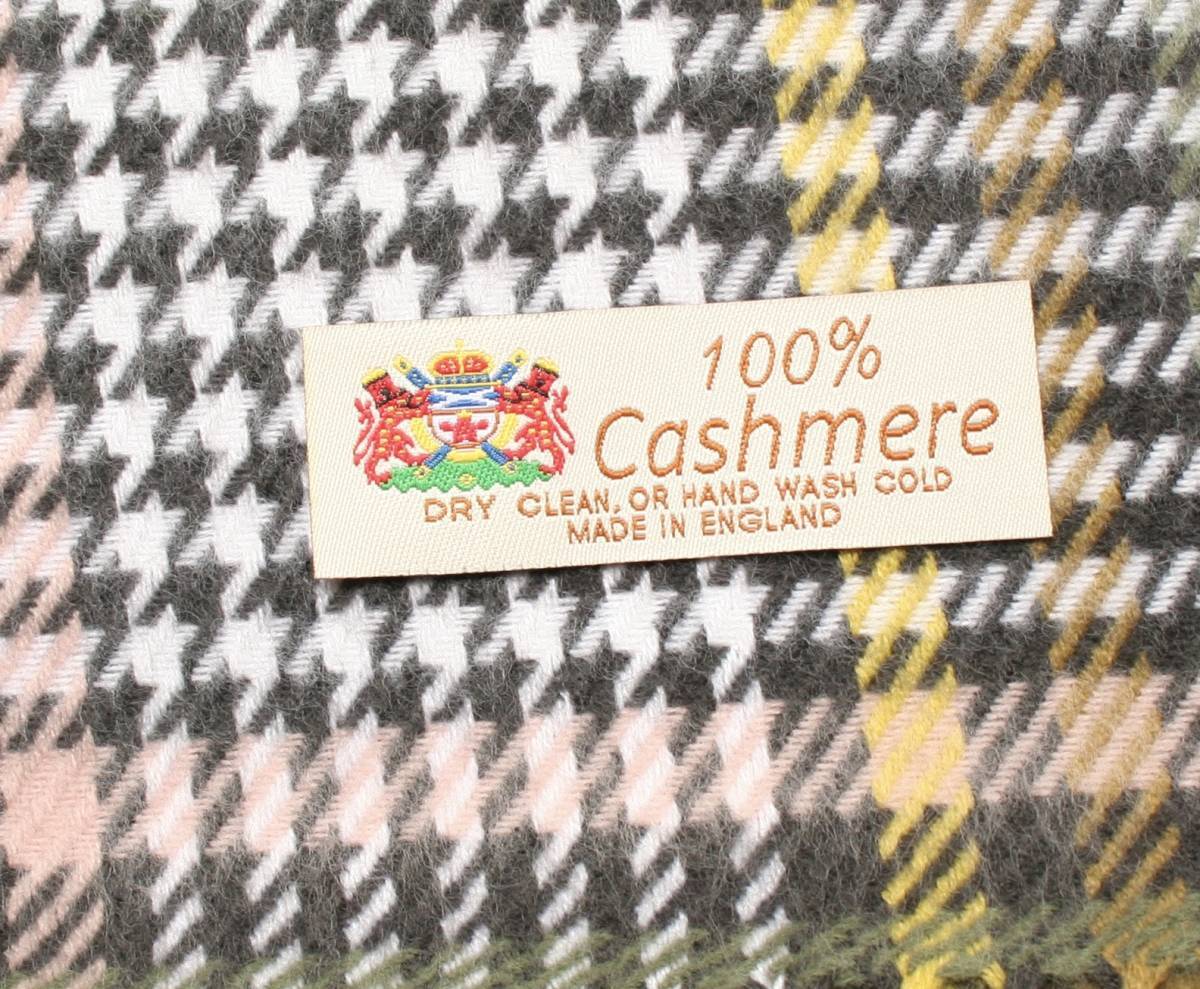 100%
Cashmere
DRY CLEAN, OR HAND WASH COLD
MADE IN ENGLAND